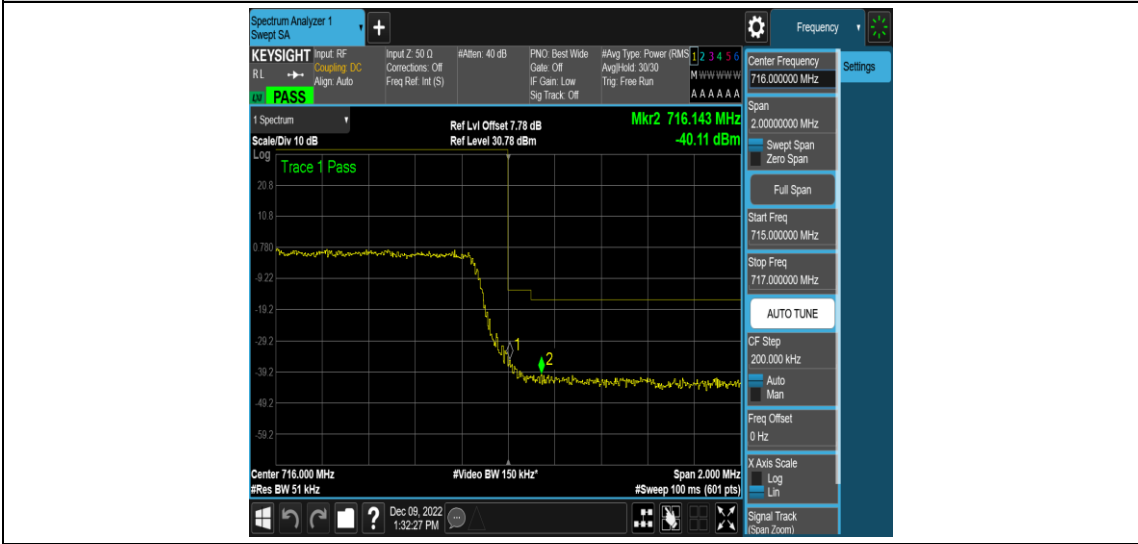 Spectrum Analyzer 1
Swept SA
+
Frequency
KEYSIGHT
RL
LXI
PASS
Input: RF
Coupling: DC
Align: Auto
Input Z: 50 Ω
Corrections: Off
Freq Ref: Int (S)
#Atten: 40 dB
PNO: Best Wide
Gate: Off
IF Gain: Low
Sig Track: Off
#Avg Type: Power (RMS
Avg|Hold: 30/30
Trig: Free Run
1 2 3 4 5 6
M W W W W W
A A A A A A
1 Spectrum
Scale/Div 10 dB
Ref Lvl Offset 7.78 dB
Ref Level 30.78 dBm
Mkr2 716.143 MHz
-40.11 dBm
Log
Trace 1 Pass
20.8
10.8
0.780
-9.22
-19.2
-29.2
-39.2
-49.2
-59.2
1
2
Center 716.000 MHz
#Res BW 51 kHz
#Video BW 150 kHz*
Span 2.000 MHz
#Sweep 100 ms (601 pts)
?
Dec 09, 2022
1:32:27 PM
Center Frequency
716.000000 MHz
Settings
Span
2.00000000 MHz
Swept Span
Zero Span
Full Span
Start Freq
715.000000 MHz
Stop Freq
717.000000 MHz
AUTO TUNE
CF Step
200.000 kHz
Auto
Man
Freq Offset
0 Hz
X Axis Scale
Log
Lin
Signal Track
(Span Zoom)